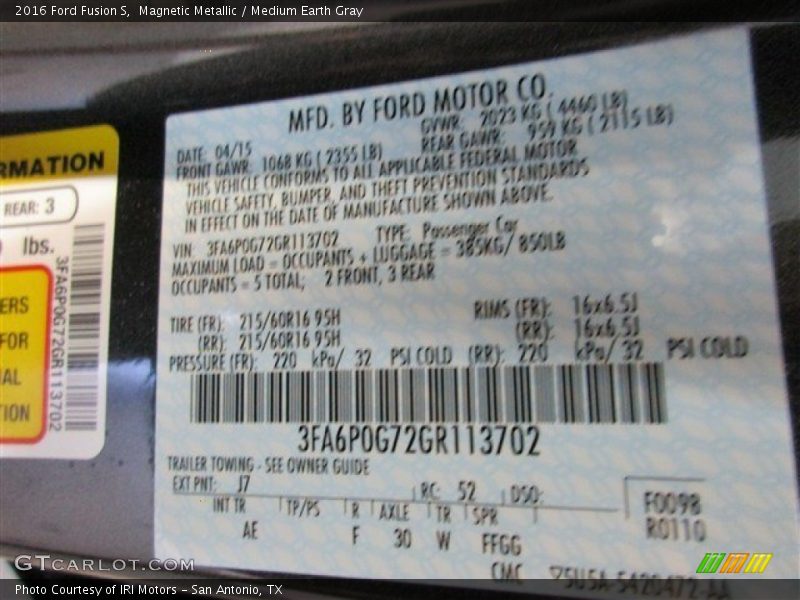 2016 Ford Fusion S,  Magnetic Metallic / Medium Earth Gray
RMATION
REAR: 3
lbs.
ERS
FOR
IAL
TION
3FA6P0G72GR113702
MFD. BY FORD MOTOR CO.
DATE: 04/15 GVWR: 2023 KG ( 4460 LB)
FRONT GAWR: 1068 KG ( 2355 LB) REAR GAWR: 959 KG ( 2115 LB)
THIS VEHICLE CONFORMS TO ALL APPLICABLE FEDERAL MOTOR
VEHICLE SAFETY, BUMPER, AND THEFT PREVENTION STANDARDS
IN EFFECT ON THE DATE OF MANUFACTURE SHOWN ABOVE.
VIN: 3FA6P0G72GR113702 TYPE: Passenger Car
MAXIMUM LOAD = OCCUPANTS + LUGGAGE = 385KG/ 850LB
OCCUPANTS = 5 TOTAL; 2 FRONT, 3 REAR
TIRE (FR): 215/60R16 95H RIMS (FR): 16x6.5J
(RR): 215/60R16 95H (RR): 16x6.5J
PRESSURE (FR): 220 kPa/ 32 PSI COLD (RR): 220 kPa/ 32 PSI COLD
3FA6P0G72GR113702
TRAILER TOWING - SEE OWNER GUIDE
EXT PNT: J7 RC: 52 DSO: F0098
INT TR TP/PS R AXLE TR SPR R0110
AE F 30 W FFGG
CMC 5U5A-5420472-AA
GTCARLOT.COM
Photo Courtesy of IRI Motors - San Antonio, TX